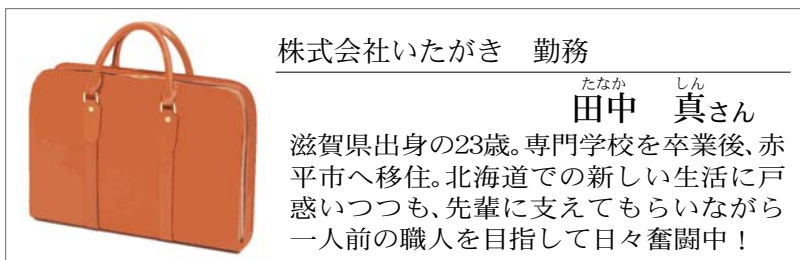 株式会社いたがき　勤務
たなか　しん
田中　真さん
滋賀県出身の23歳。専門学校を卒業後、赤
平市へ移住。北海道での新しい生活に戸
惑いつつも、先輩に支えてもらいながら
一人前の職人を目指して日々奮闘中！